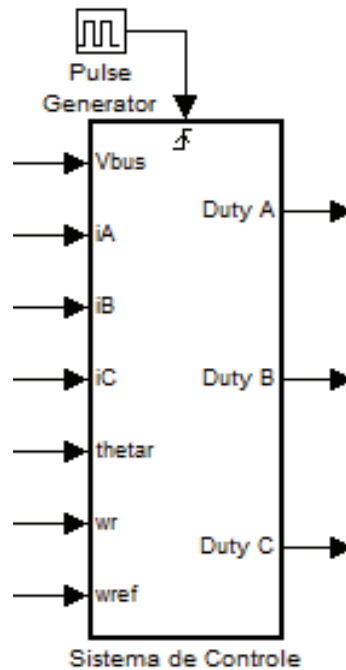 Pulse
Generator
Vbus
Duty A
iA
iB
iC
Duty B
thetar
wr
Duty C
wref
Sistema de Controle